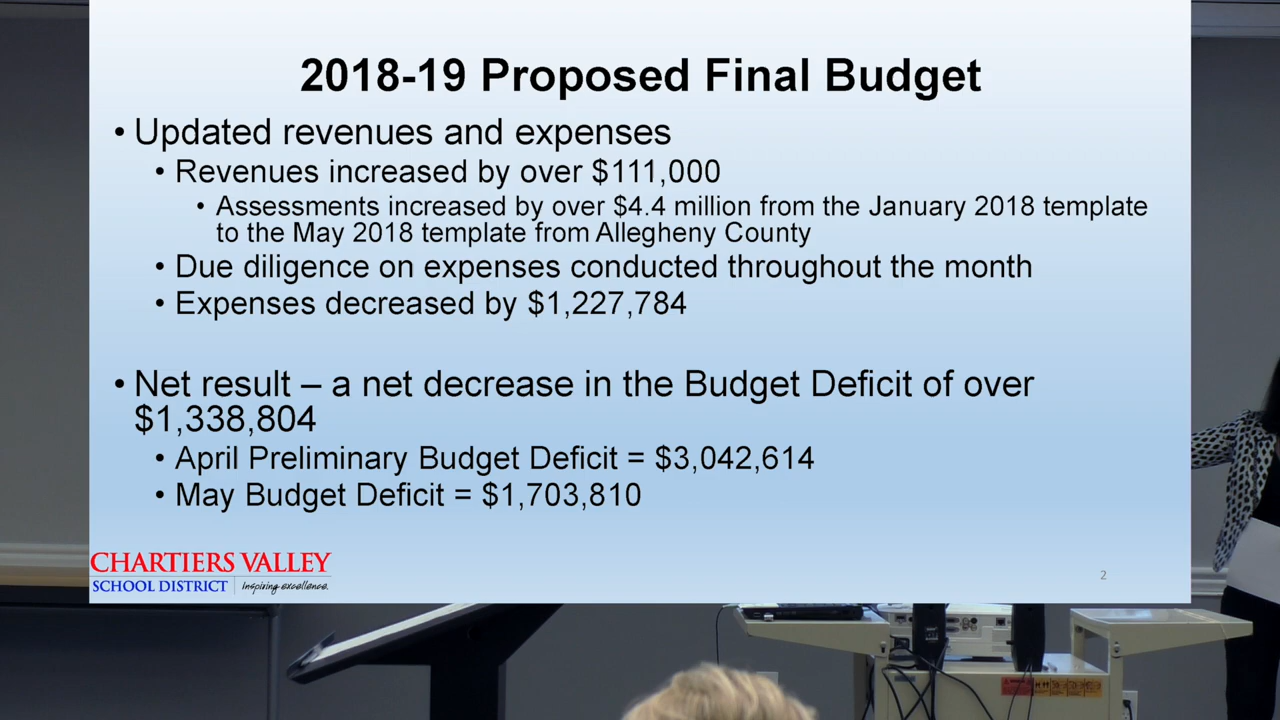 2018-19 Proposed Final Budget
• Updated revenues and expenses
• Revenues increased by over $111,000
• Assessments increased by over $4.4 million from the January 2018 template
to the May 2018 template from Allegheny County
• Due diligence on expenses conducted throughout the month
• Expenses decreased by $1,227,784
• Net result – a net decrease in the Budget Deficit of over
$1,338,804
• April Preliminary Budget Deficit = $3,042,614
• May Budget Deficit = $1,703,810
CHARTIERS VALLEY
SCHOOL DISTRICT Inspiring excellence.
2